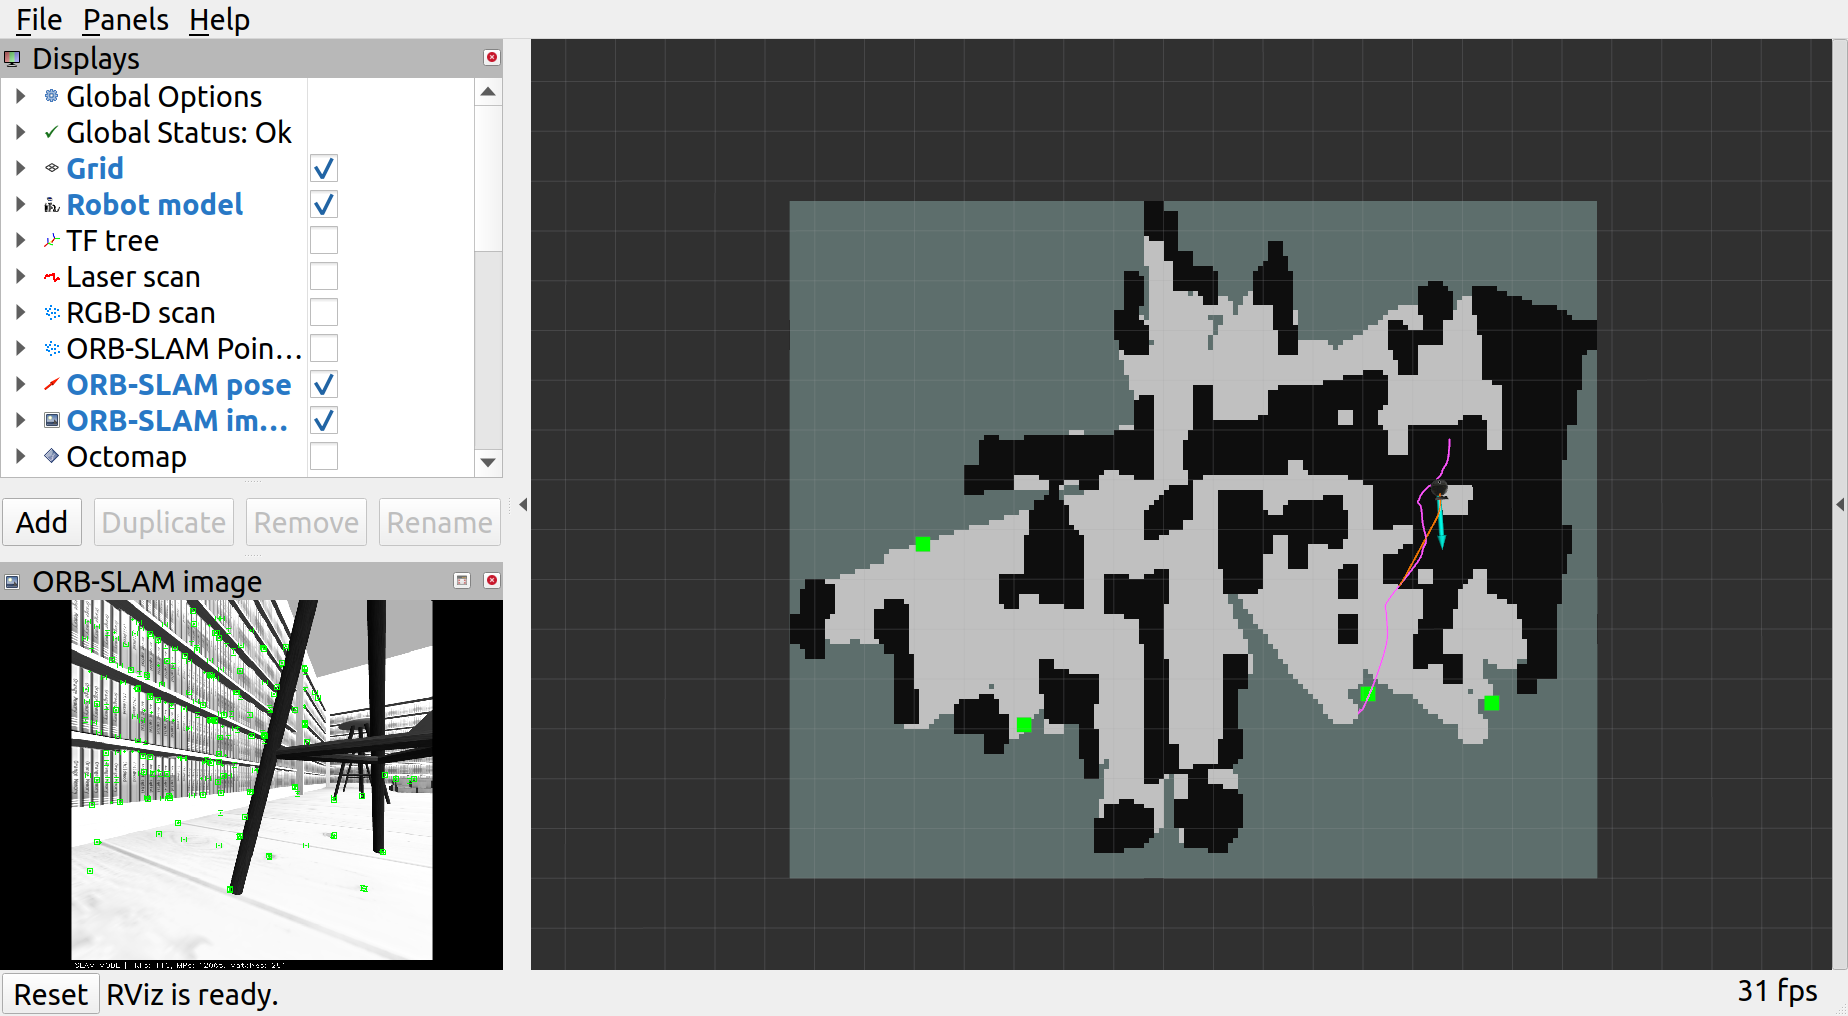 File Panels Help
Displays
Global Options
Global Status: Ok
Grid
Robot model
TF tree
Laser scan
RGB-D scan
ORB-SLAM Poin...
ORB-SLAM pose
ORB-SLAM im...
Octomap
Add Duplicate Remove Rename
ORB-SLAM image
SLAM MODE |
Reset RViz is ready.
31 fps